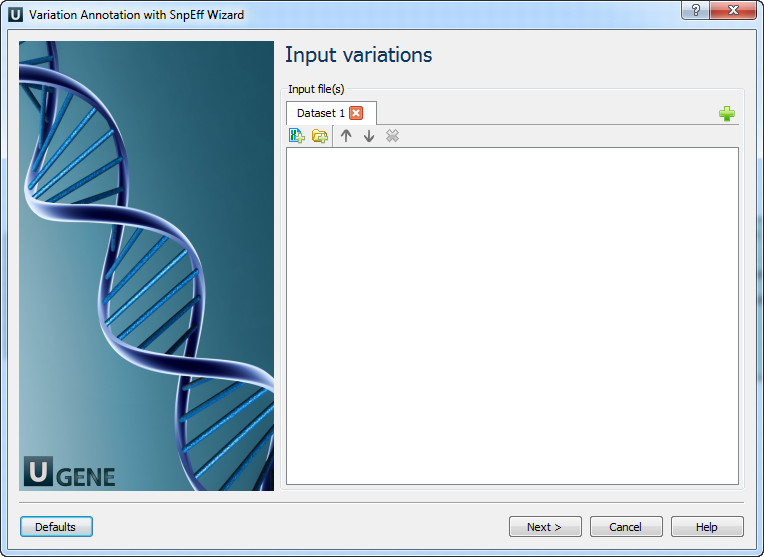 U Variation Annotation with SnpEff Wizard
?
Input variations
Input file(s)
Dataset 1
U GENE
Defaults
Next >
Cancel
Help